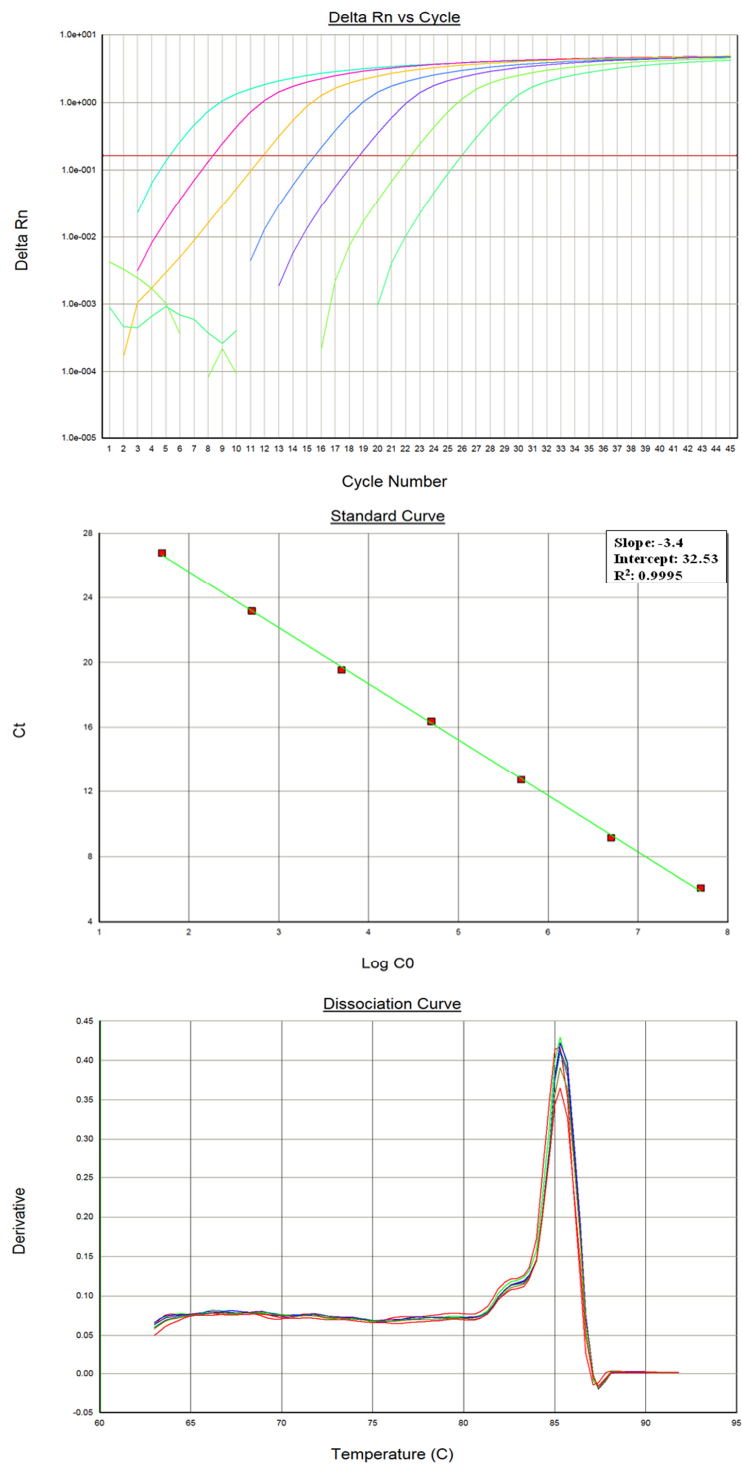 Delta Rn vs Cycle
1.0e+001
1.0e+000
1.0e-001
1.0e-002
1.0e-003
1.0e-004
1.0e-005
Delta Rn
1 2 3 4 5 6 7 8 9 10 11 12 13 14 15 16 17 18 19 20 21 22 23 24 25 26 27 28 29 30 31 32 33 34 35 36 37 38 39 40 41 42 43 44 45
Cycle Number
Standard Curve
Slope: -3.4
Intercept: 32.53
R²: 0.9995
28
24
20
16
12
8
4
Ct
1 2 3 4 5 6 7 8
Log C0
Dissociation Curve
0.45
0.40
0.35
0.30
0.25
0.20
0.15
0.10
0.05
0.00
-0.05
Derivative
60 65 70 75 80 85 90 95
Temperature (C)